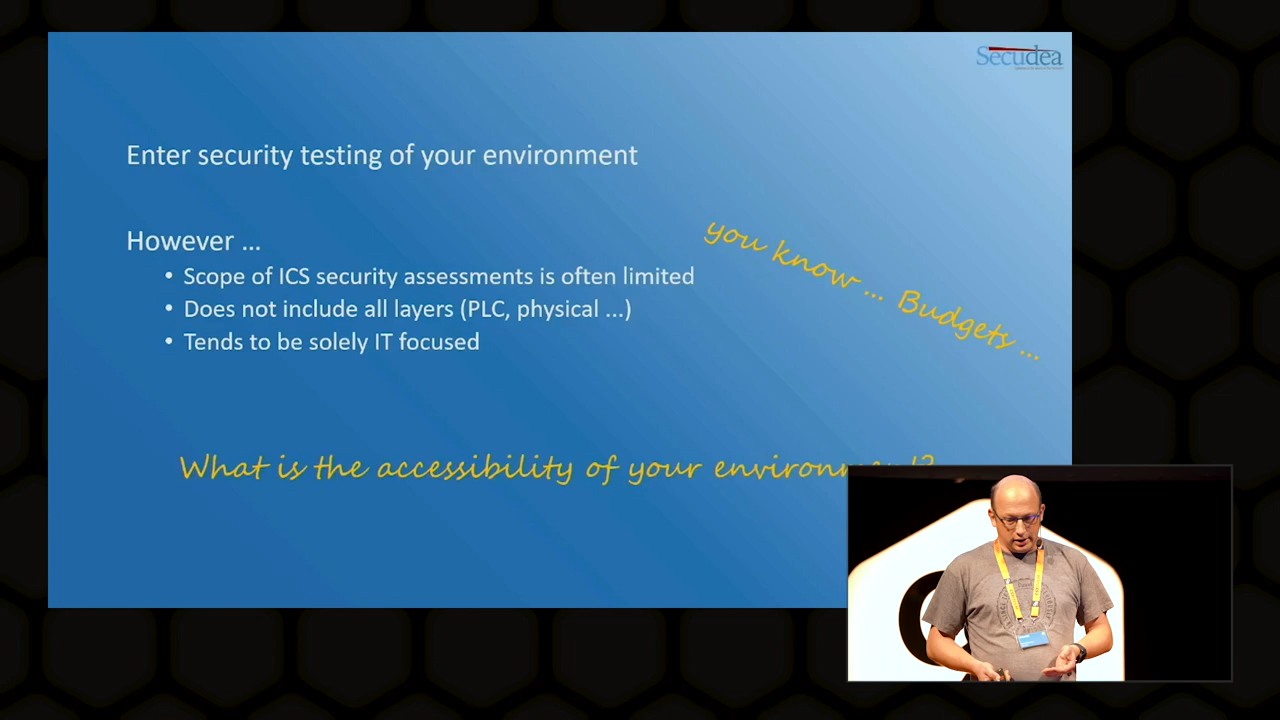 Secudea
Enter security testing of your environment
However ...
• Scope of ICS security assessments is often limited
• Does not include all layers (PLC, physical ...)
• Tends to be solely IT focused
you know ... Budgets ...
What is the accessibility of your environment?